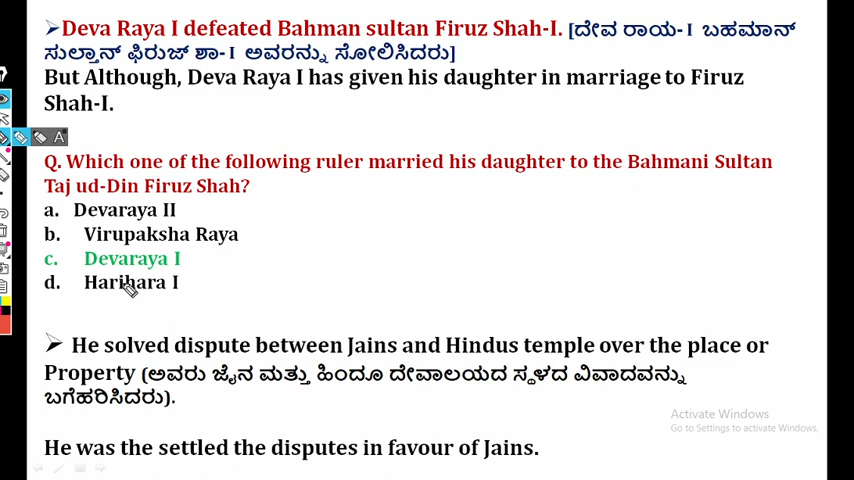 ➢Deva Raya I defeated Bahman sultan Firuz Shah-I. [ದೇವ ರಾಯ-I ಬಹಮಾನ್
ಸುಲ್ತಾನ್ ಫಿರುಜ್ ಶಾ-I ಅವರನ್ನು ಸೋಲಿಸಿದರು]
But Although, Deva Raya I has given his daughter in marriage to Firuz
Shah-I.
A
Q. Which one of the following ruler married his daughter to the Bahmani Sultan
Taj ud-Din Firuz Shah?
a. Devaraya II
b. Virupaksha Raya
c. Devaraya I
d. Harihara I
➢ He solved dispute between Jains and Hindus temple over the place or
Property (ಅವರು ಜೈನ ಮತ್ತು ಹಿಂದೂ ದೇವಾಲಯದ ಸ್ಥಳದ ವಿವಾದವನ್ನು
ಬಗೆಹರಿಸಿದರು).
Activate Windows
Go to Settings to activate Windows.
He was the settled the disputes in favour of Jains.